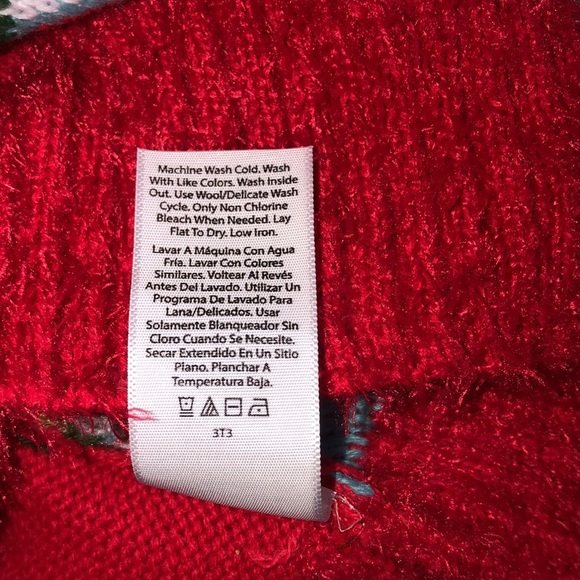 Machine Wash Cold. Wash
With Like Colors. Wash Inside
Out. Use Wool/Delicate Wash
Cycle. Only Non Chlorine
Bleach When Needed. Lay
Flat To Dry. Low Iron.
Lavar A Máquina Con Agua
Fría. Lavar Con Colores
Similares. Voltear Al Revés
Antes Del Lavado. Utilizar Un
Programa De Lavado Para
Lana/Delicados. Usar
Solamente Blanqueador Sin
Cloro Cuando Se Necesite.
Secar Extendido En Un Sitio
Plano. Planchar A
Temperatura Baja.
3T3